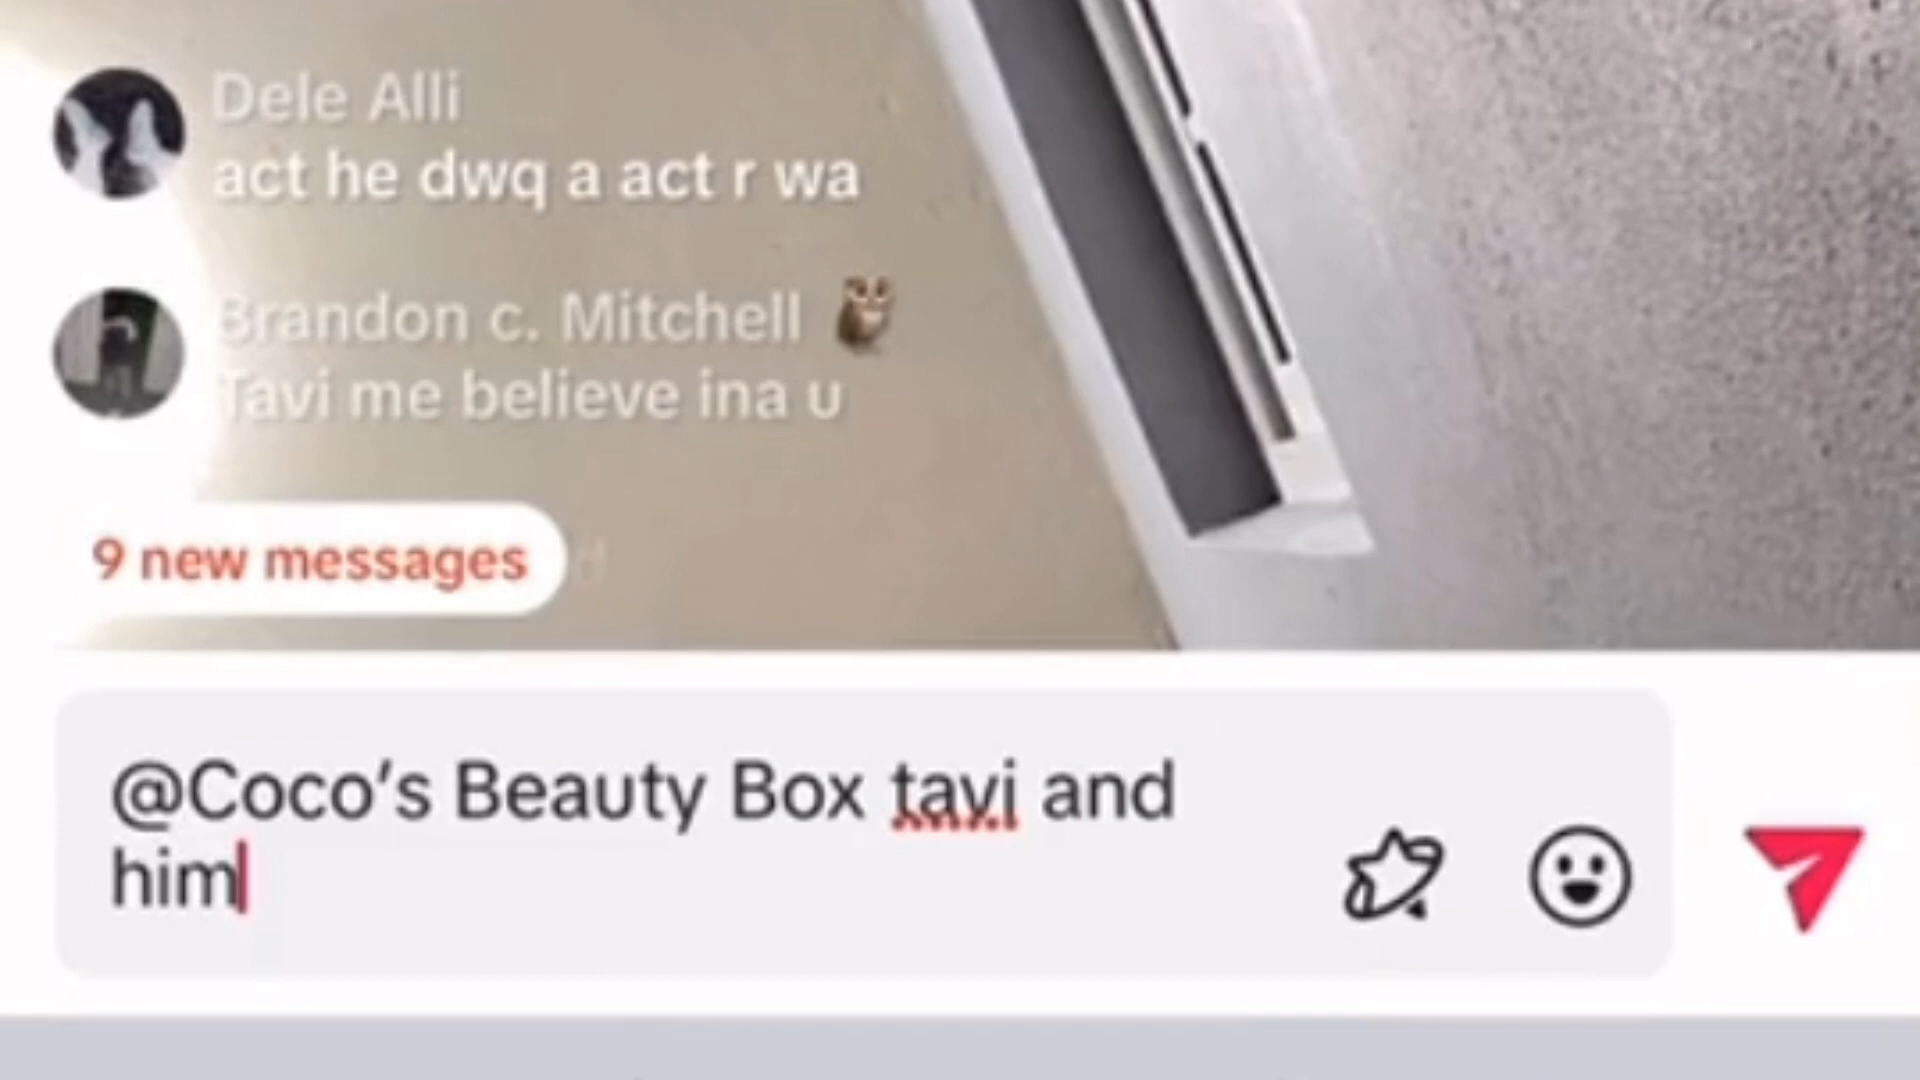 Dele Alli
act he dwq a act r wa
Brandon c. Mitchell
Tavi me believe ina u
9 new messages
@Coco's Beauty Box tavi and
him